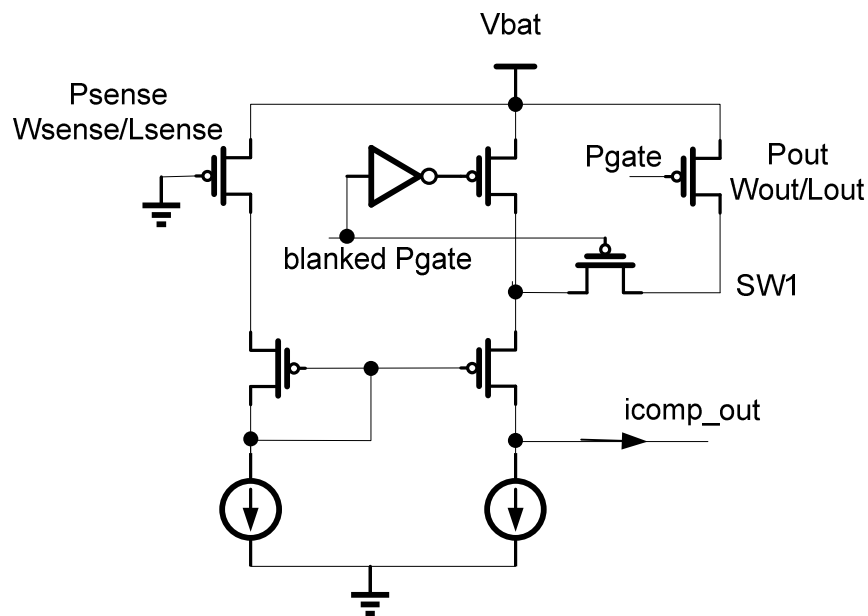 Vbat
Psense
Wsense/Lsense
Pgate
Pout
Wout/Lout
blanked Pgate
SW1
icomp_out